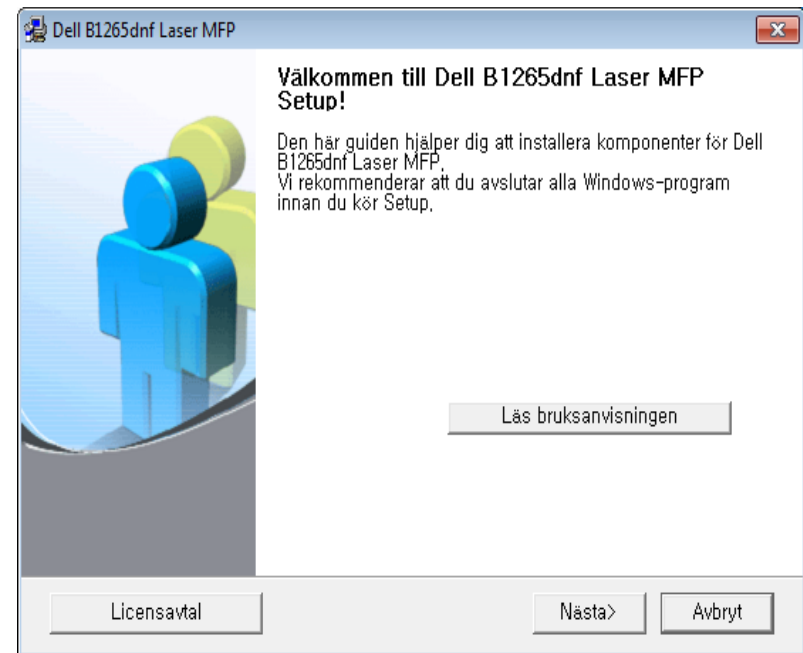 Dell B1265dnf Laser MFP
Välkommen till Dell B1265dnf Laser MFP
Setup!
Den här guiden hjälper dig att installera komponenter för Dell
B1265dnf Laser MFP.
Vi rekommenderar att du avslutar alla Windows-program
innan du kör Setup.
Läs bruksanvisningen
Licensavtal
Nästa>
Avbryt